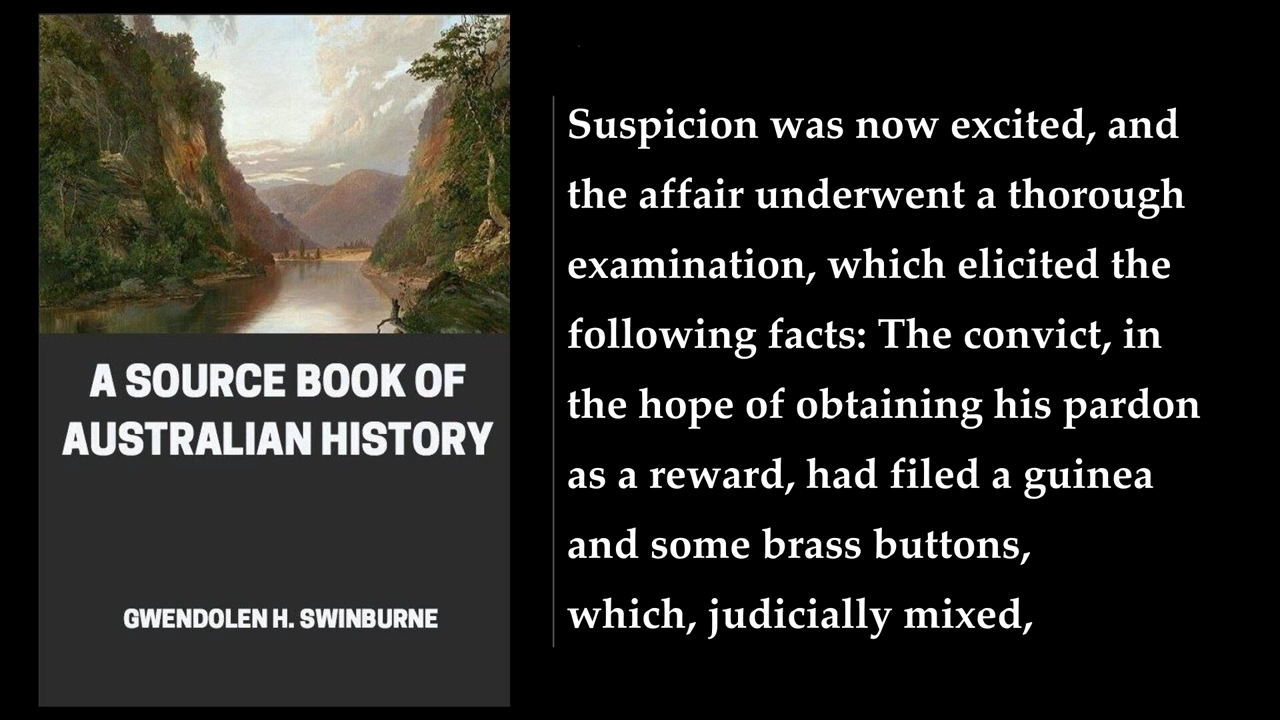 A SOURCE BOOK OF
AUSTRALIAN HISTORY
GWENDOLEN H. SWINBURNE
Suspicion was now excited, and
the affair underwent a thorough
examination, which elicited the
following facts: The convict, in
the hope of obtaining his pardon
as a reward, had filed a guinea
and some brass buttons,
which, judicially mixed,